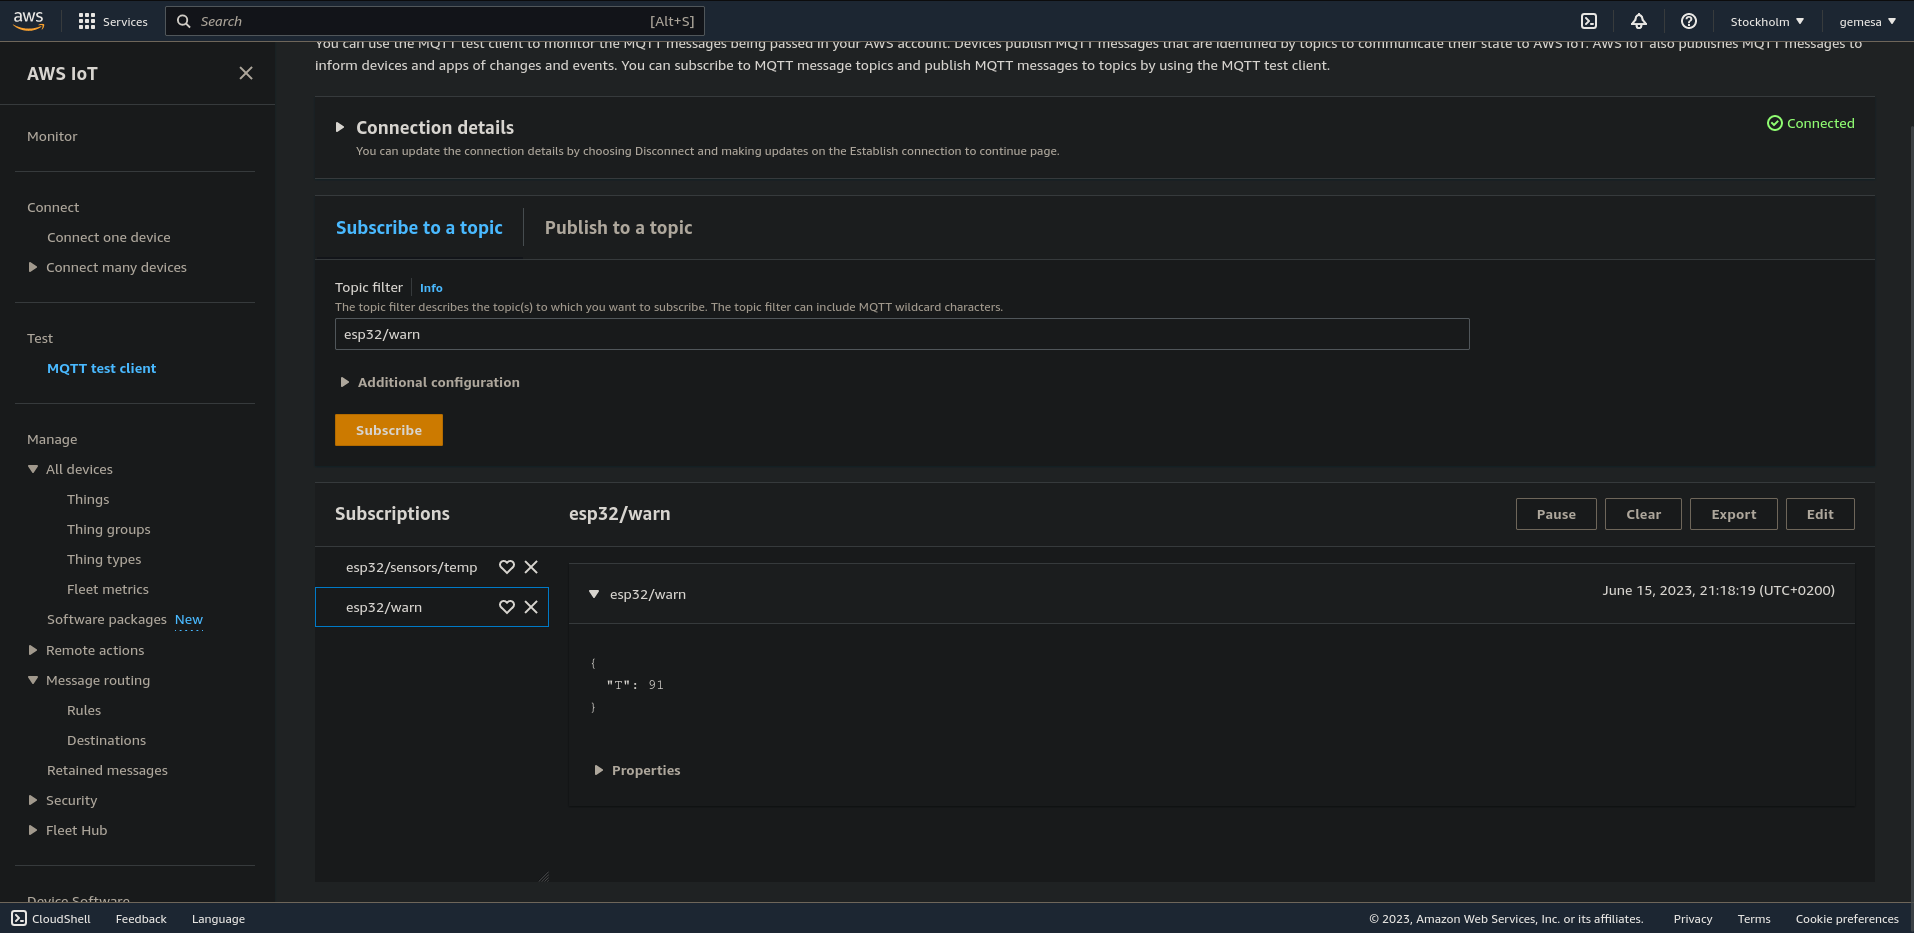 aws
Services
Search
[Alt+S]
Stockholm
gemesa
AWS IoT
Monitor
Connect
Connect one device
Connect many devices
Test
MQTT test client
Manage
All devices
Things
Thing groups
Thing types
Fleet metrics
Software packages New
Remote actions
Message routing
Rules
Destinations
Retained messages
Security
Fleet Hub
Device Software
You can use the MQTT test client to monitor the MQTT messages being passed in your AWS account. Devices publish MQTT messages that are identified by topics to communicate their state to AWS IoT. AWS IoT also publishes MQTT messages to
inform devices and apps of changes and events. You can subscribe to MQTT message topics and publish MQTT messages to topics by using the MQTT test client.
Connection details
Connected
You can update the connection details by choosing Disconnect and making updates on the Establish connection to continue page.
Subscribe to a topic
Publish to a topic
Topic filter
Info
The topic filter describes the topic(s) to which you want to subscribe. The topic filter can include MQTT wildcard characters.
esp32/warn
Additional configuration
Subscribe
Subscriptions
esp32/sensors/temp
esp32/warn
esp32/warn
Pause
Clear
Export
Edit
esp32/warn
June 15, 2023, 21:18:19 (UTC+0200)
{
"T": 91
}
Properties
CloudShell
Feedback
Language
© 2023, Amazon Web Services, Inc. or its affiliates.
Privacy
Terms
Cookie preferences